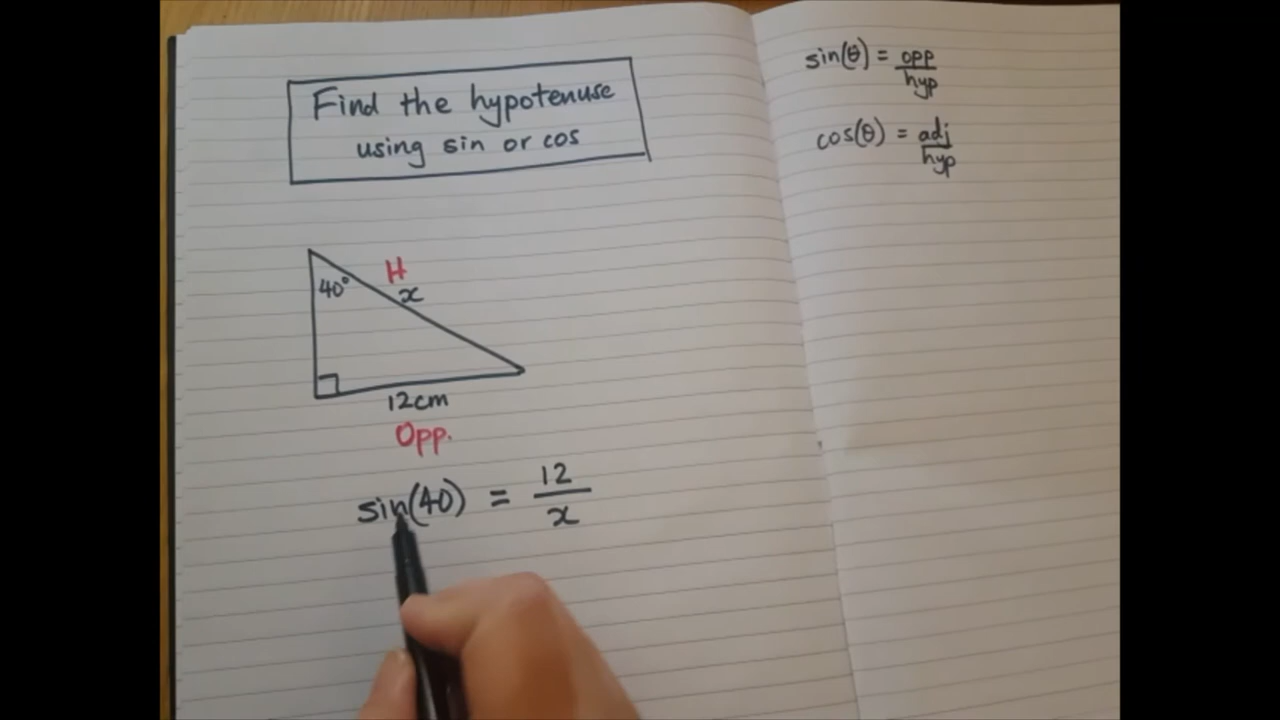 Find the hypotenuse
using sin or cos
40°
H
x
12cm
Opp.
sin(40) = 12/x
sin(θ) = opp/hyp
cos(θ) = adj/hyp